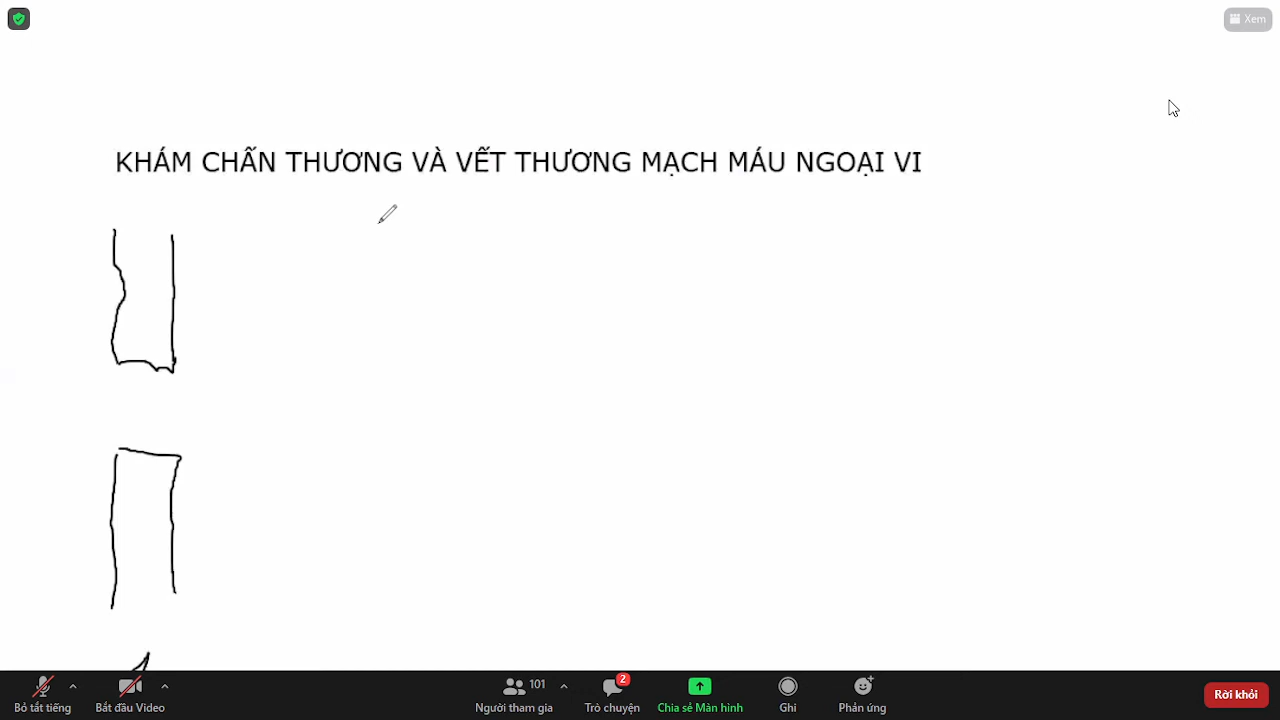 Xem
KHÁM CHẤN THƯƠNG VÀ VẾT THƯƠNG MẠCH MÁU NGOẠI VI
Bỏ tắt tiếng
Bắt đầu Video
101
Người tham gia
2
Trò chuyện
Chia sẻ Màn hình
Ghi
Phản ứng
Rời khỏi